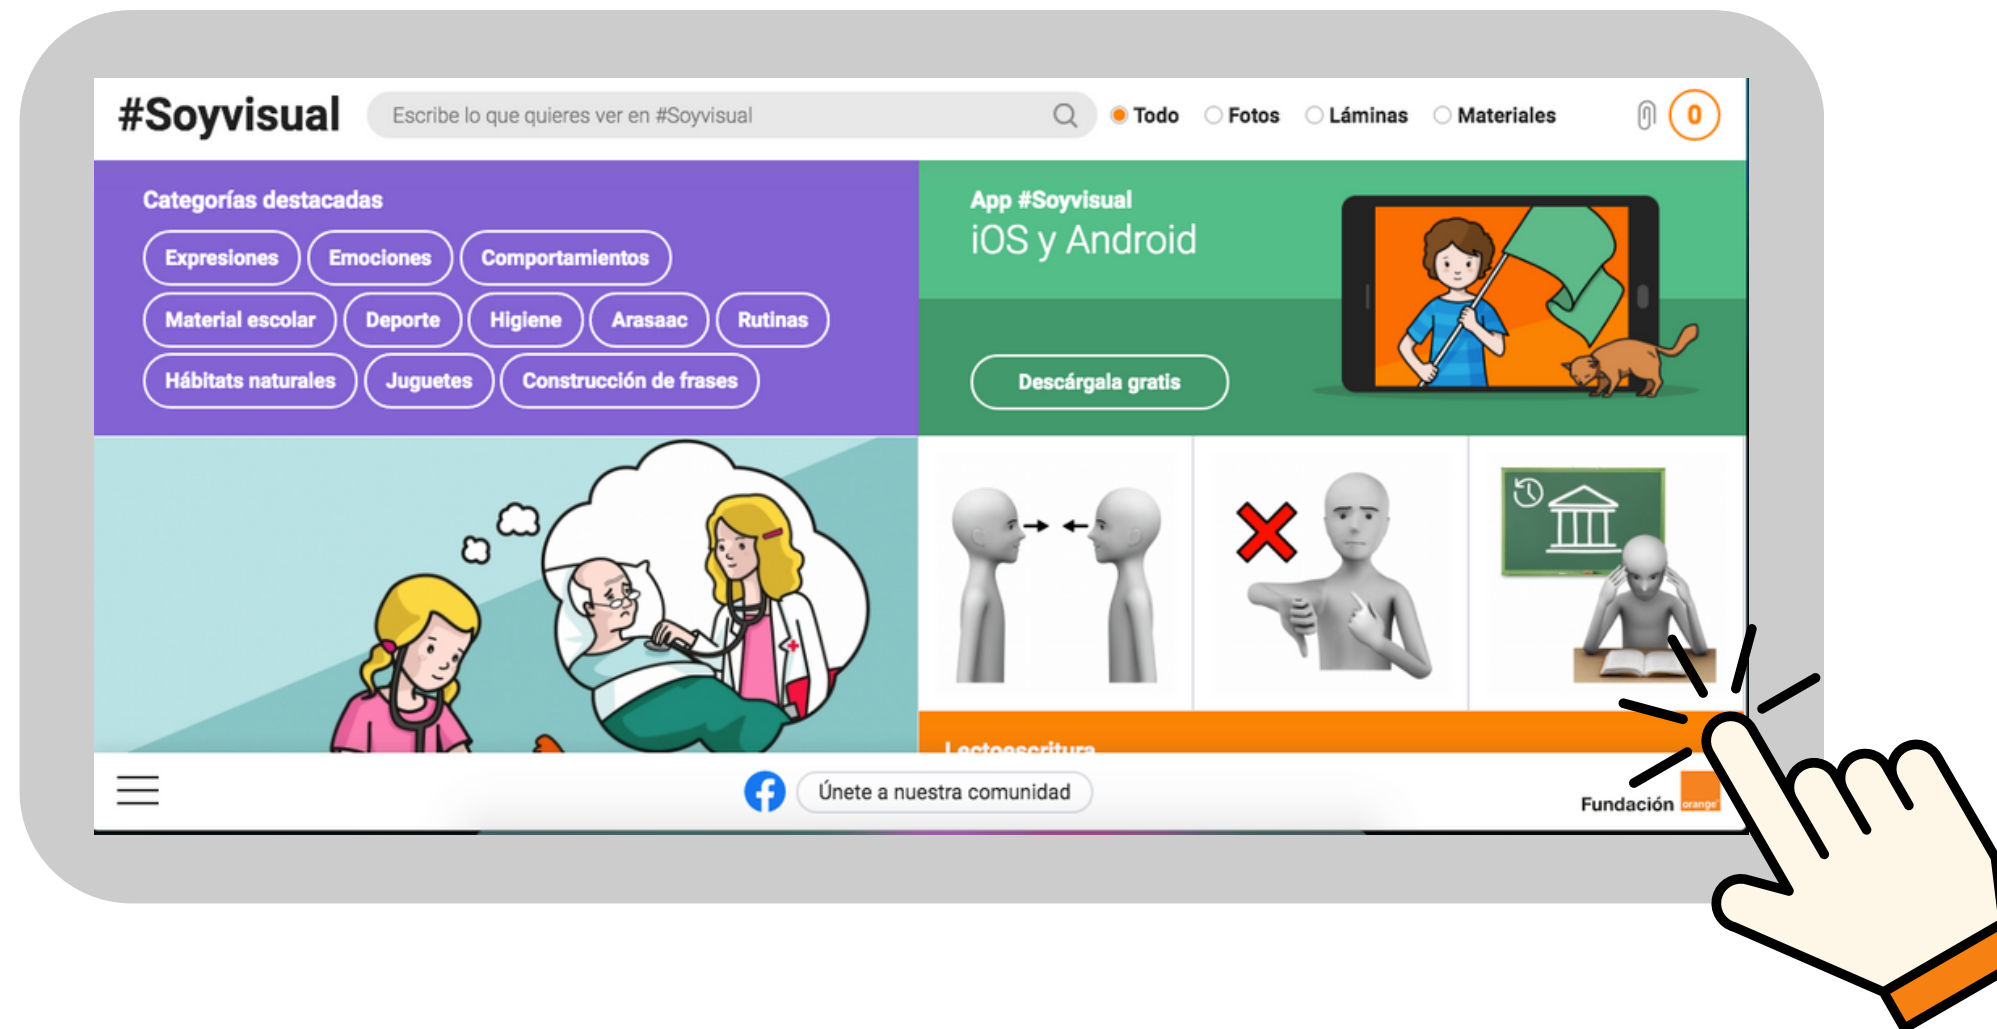 #Soyvisual
Escribe lo que quieres ver en #Soyvisual
Todo Fotos Láminas Materiales
0
Categorías destacadas
Expresiones Emociones Comportamientos
Material escolar Deporte Higiene Arasaac Rutinas
Hábitats naturales Juguetes Construcción de frases
App #Soyvisual
iOS y Android
Descárgala gratis
Lectoescritura
Únete a nuestra comunidad
Fundación
orange